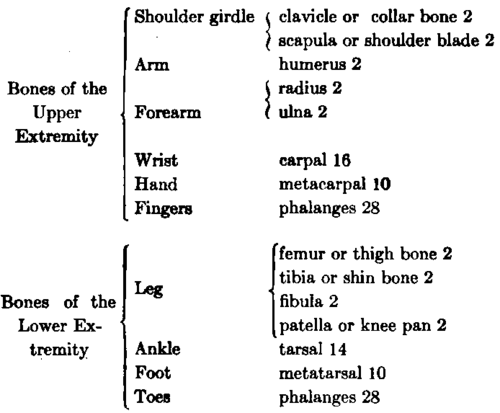 Shoulder girdle clavicle or collar bone 2
scapula or shoulder blade 2
Arm humerus 2
Bones of the
Upper
Extremity
radius 2
Forearm ulna 2
Wrist carpal 16
Hand metacarpal 10
Fingers phalanges 28
Bones of the
Lower Ex-
tremity
Leg
femur or thigh bone 2
tibia or shin bone 2
fibula 2
patella or knee pan 2
Ankle tarsal 14
Foot metatarsal 10
Toes phalanges 28